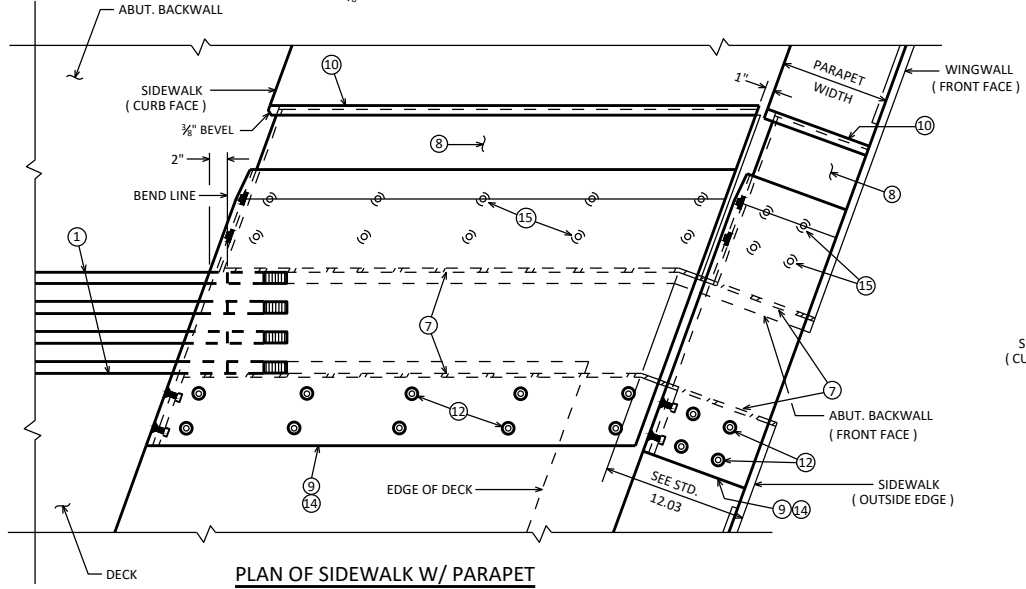 ABUT. BACKWALL
⅜
10
SIDEWALK
( CURB FACE )
1"
PARAPET
WIDTH
WINGWALL
( FRONT FACE )
⅜" BEVEL
10
2"
8
8
BEND LINE
15
1
15
7
S
( CU
7
12
ABUT. BACKWALL
( FRONT FACE )
12
9
14
EDGE OF DECK
SEE STD.
12.03
9 14
SIDEWALK
( OUTSIDE EDGE )
DECK
PLAN OF SIDEWALK W/ PARAPET